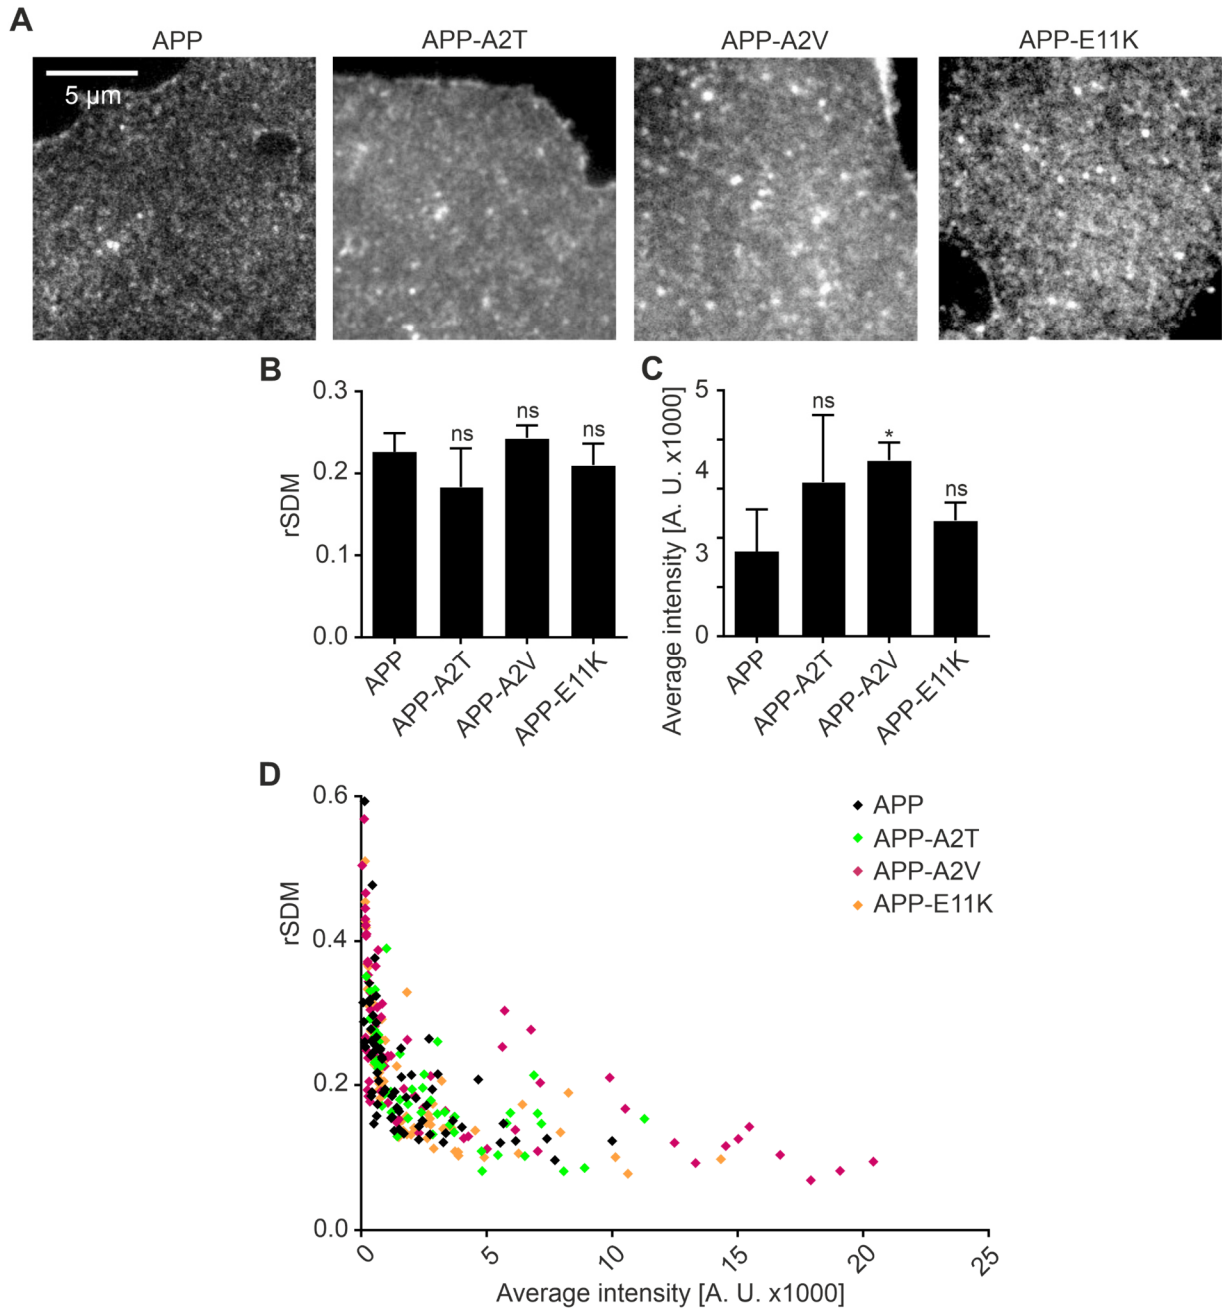 A
APP
APP-A2T
APP-A2V
APP-E11K
5 µm
B
0.3
0.2
0.1
0.0
rSDM
ns
ns
ns
APP
APP-A2T
APP-A2V
APP-E11K
C
5
4
3
0
Average intensity [A. U. x1000]
ns
*
ns
APP
APP-A2T
APP-A2V
APP-E11K
D
0.6
0.4
0.2
0.0
rSDM
APP
APP-A2T
APP-A2V
APP-E11K
0
5
10
15
20
25
Average intensity [A. U. x1000]